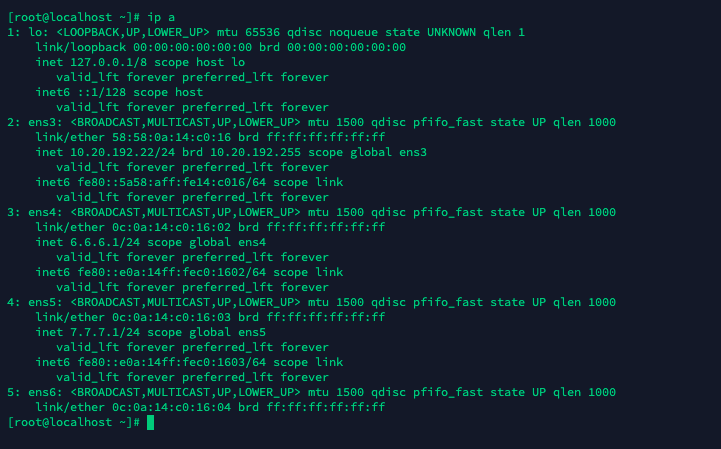 [root@localhost ~]# ip a
1: lo: <LOOPBACK,UP,LOWER_UP> mtu 65536 qdisc noqueue state UNKNOWN qlen 1
    link/loopback 00:00:00:00:00:00 brd 00:00:00:00:00:00
    inet 127.0.0.1/8 scope host lo
       valid_lft forever preferred_lft forever
    inet6 ::1/128 scope host
       valid_lft forever preferred_lft forever
2: ens3: <BROADCAST,MULTICAST,UP,LOWER_UP> mtu 1500 qdisc pfifo_fast state UP qlen 1000
    link/ether 58:58:0a:14:c0:16 brd ff:ff:ff:ff:ff:ff
    inet 10.20.192.22/24 brd 10.20.192.255 scope global ens3
       valid_lft forever preferred_lft forever
    inet6 fe80::5a58:aff:fe14:c016/64 scope link
       valid_lft forever preferred_lft forever
3: ens4: <BROADCAST,MULTICAST,UP,LOWER_UP> mtu 1500 qdisc pfifo_fast state UP qlen 1000
    link/ether 0c:0a:14:c0:16:02 brd ff:ff:ff:ff:ff:ff
    inet 6.6.6.1/24 scope global ens4
       valid_lft forever preferred_lft forever
    inet6 fe80::e0a:14ff:fec0:1602/64 scope link
       valid_lft forever preferred_lft forever
4: ens5: <BROADCAST,MULTICAST,UP,LOWER_UP> mtu 1500 qdisc pfifo_fast state UP qlen 1000
    link/ether 0c:0a:14:c0:16:03 brd ff:ff:ff:ff:ff:ff
    inet 7.7.7.1/24 scope global ens5
       valid_lft forever preferred_lft forever
    inet6 fe80::e0a:14ff:fec0:1603/64 scope link
       valid_lft forever preferred_lft forever
5: ens6: <BROADCAST,MULTICAST,UP,LOWER_UP> mtu 1500 qdisc pfifo_fast state UP qlen 1000
    link/ether 0c:0a:14:c0:16:04 brd ff:ff:ff:ff:ff:ff
[root@localhost ~]#